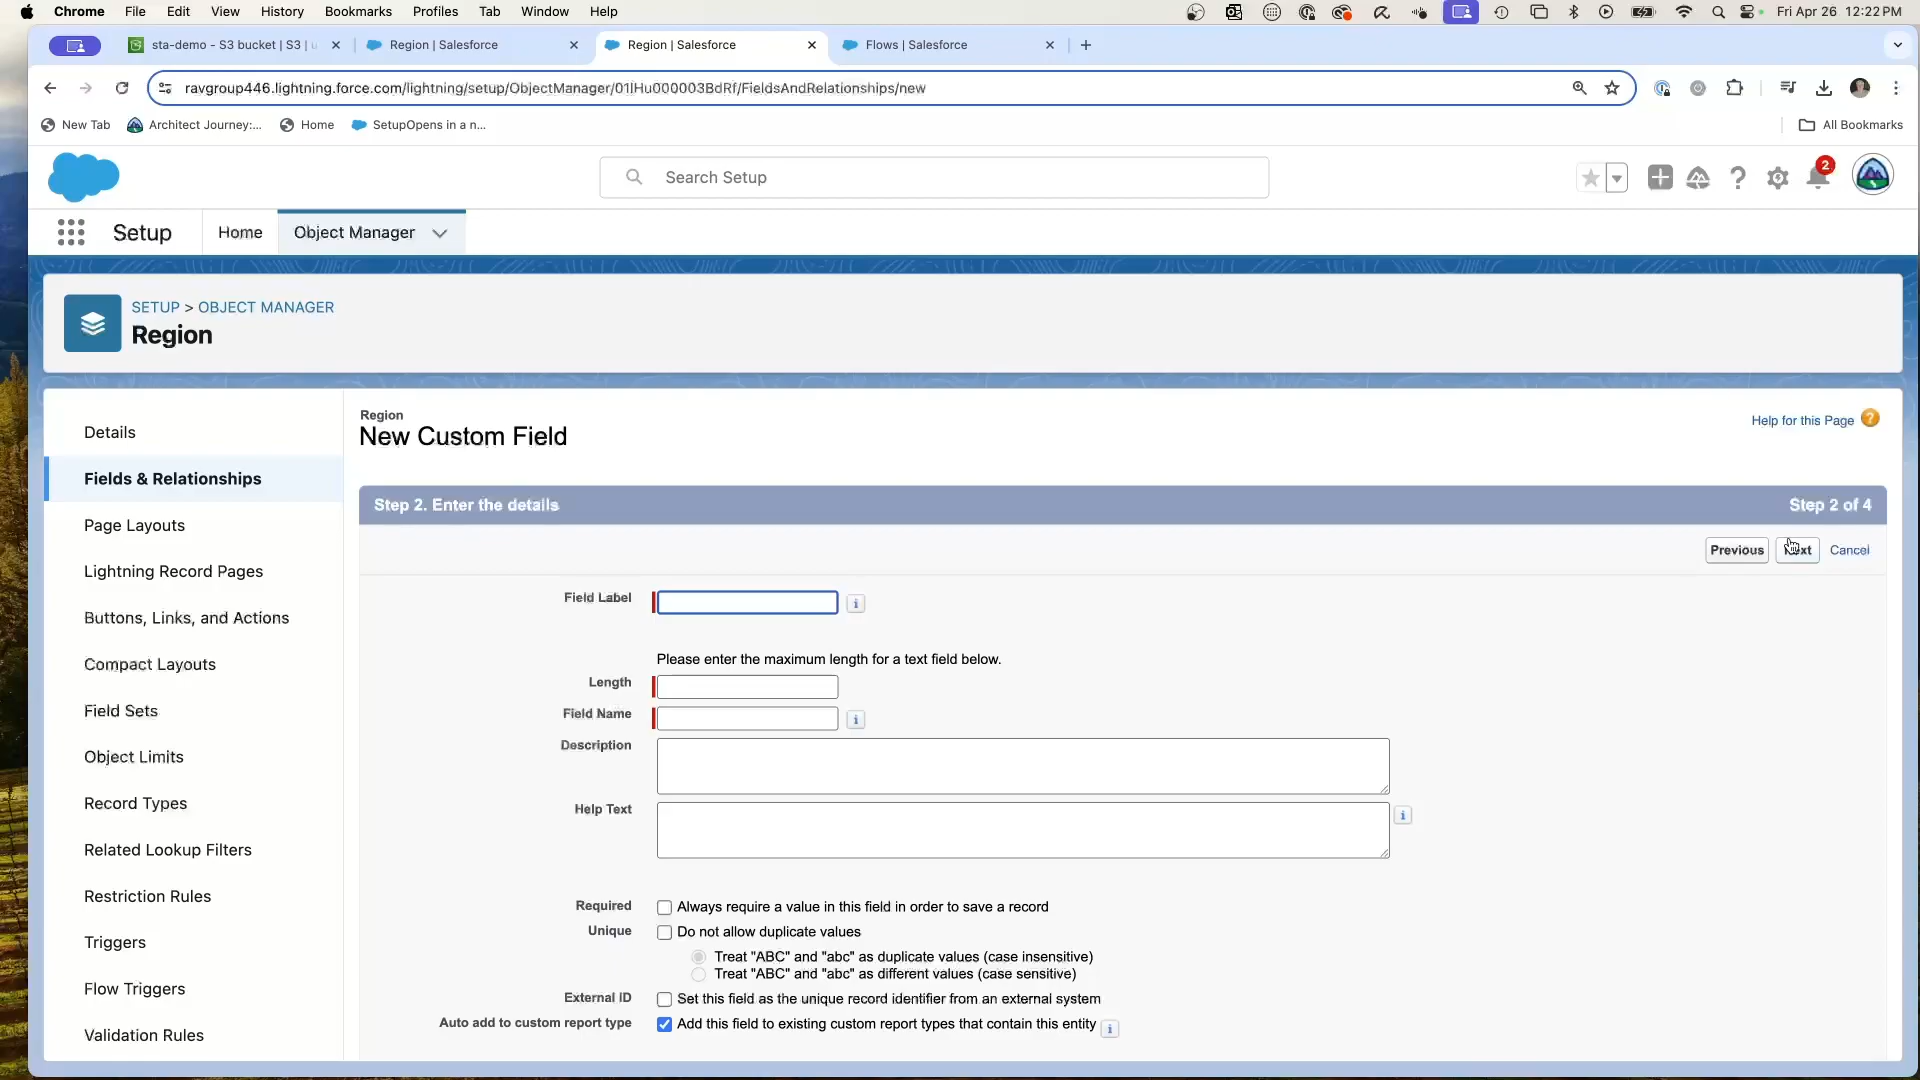 Chrome File Edit View History Bookmarks Profiles Tab Window Help Fri Apr 26 12:22 PM
sta-demo - S3 bucket | S3 | Region | Salesforce Region | Salesforce Flows | Salesforce
ravgroup446.lightning.force.com/lightning/setup/ObjectManager/01IHu000003BdRf/FieldsAndRelationships/new
New Tab Architect Journey:... Home SetupOpens in a n... All Bookmarks
Search Setup
2
Setup Home Object Manager
SETUP > OBJECT MANAGER
Region
Details
Fields & Relationships
Page Layouts
Lightning Record Pages
Buttons, Links, and Actions
Compact Layouts
Field Sets
Object Limits
Record Types
Related Lookup Filters
Restriction Rules
Triggers
Flow Triggers
Validation Rules
Region
New Custom Field
Help for this Page ?
Step 2. Enter the details Step 2 of 4
Previous Next Cancel
Field Label i
Please enter the maximum length for a text field below.
Length
Field Name i
Description
Help Text i
Required Always require a value in this field in order to save a record
Unique Do not allow duplicate values
Treat "ABC" and "abc" as duplicate values (case insensitive)
Treat "ABC" and "abc" as different values (case sensitive)
External ID Set this field as the unique record identifier from an external system
Auto add to custom report type Add this field to existing custom report types that contain this entity i